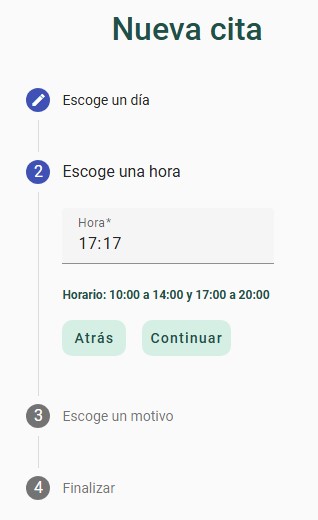 Nueva cita
Escoge un día
2 Escoge una hora
Hora*
17:17
Horario: 10:00 a 14:00 y 17:00 a 20:00
Atrás Continuar
3 Escoge un motivo
4 Finalizar